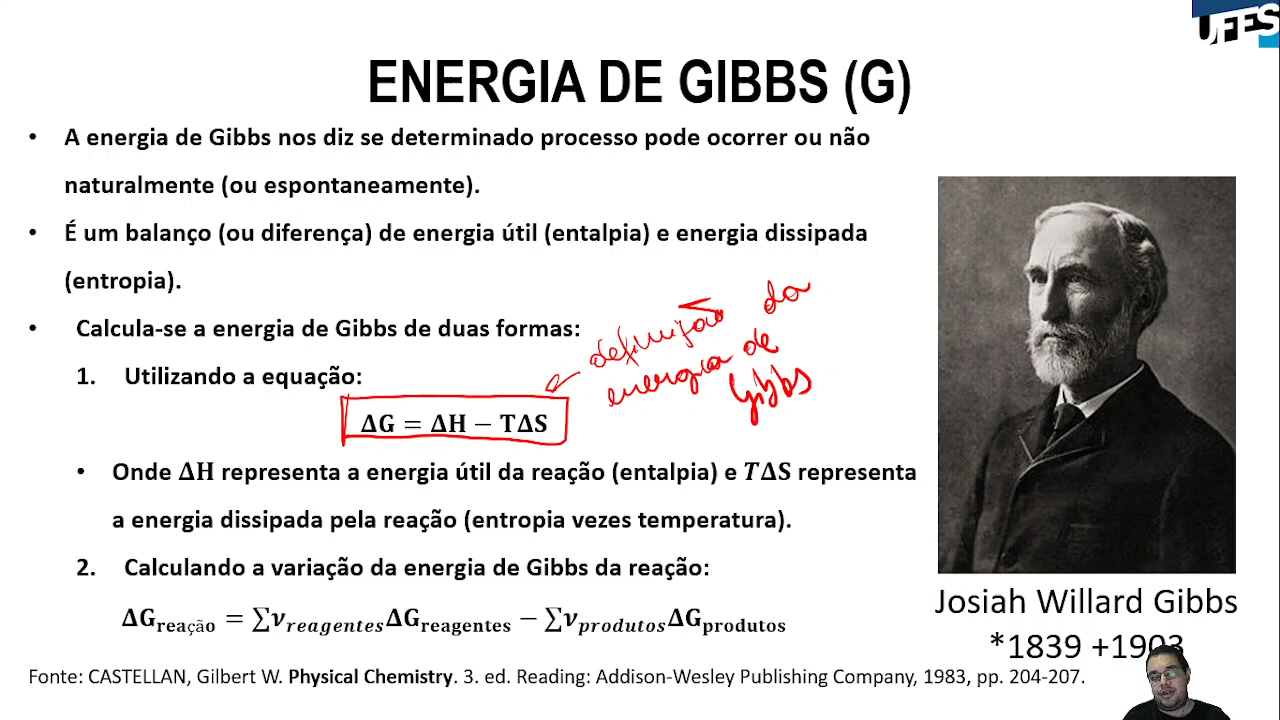 UFES
ENERGIA DE GIBBS (G)
• A energia de Gibbs nos diz se determinado processo pode ocorrer ou não
naturalmente (ou espontaneamente).
• É um balanço (ou diferença) de energia útil (entalpia) e energia dissipada
(entropia).
• Calcula-se a energia de Gibbs de duas formas:
definição da
energia de
Gibbs
1. Utilizando a equação:
ΔG = ΔH − TΔS
• Onde ΔH representa a energia útil da reação (entalpia) e TΔS representa
a energia dissipada pela reação (entropia vezes temperatura).
2. Calculando a variação da energia de Gibbs da reação:
ΔG_reação = ∑ν_reagentes ΔG_reagentes − ∑ν_produtos ΔG_produtos
Josiah Willard Gibbs
*1839 +1903
Fonte: CASTELLAN, Gilbert W. Physical Chemistry. 3. ed. Reading: Addison-Wesley Publishing Company, 1983, pp. 204-207.